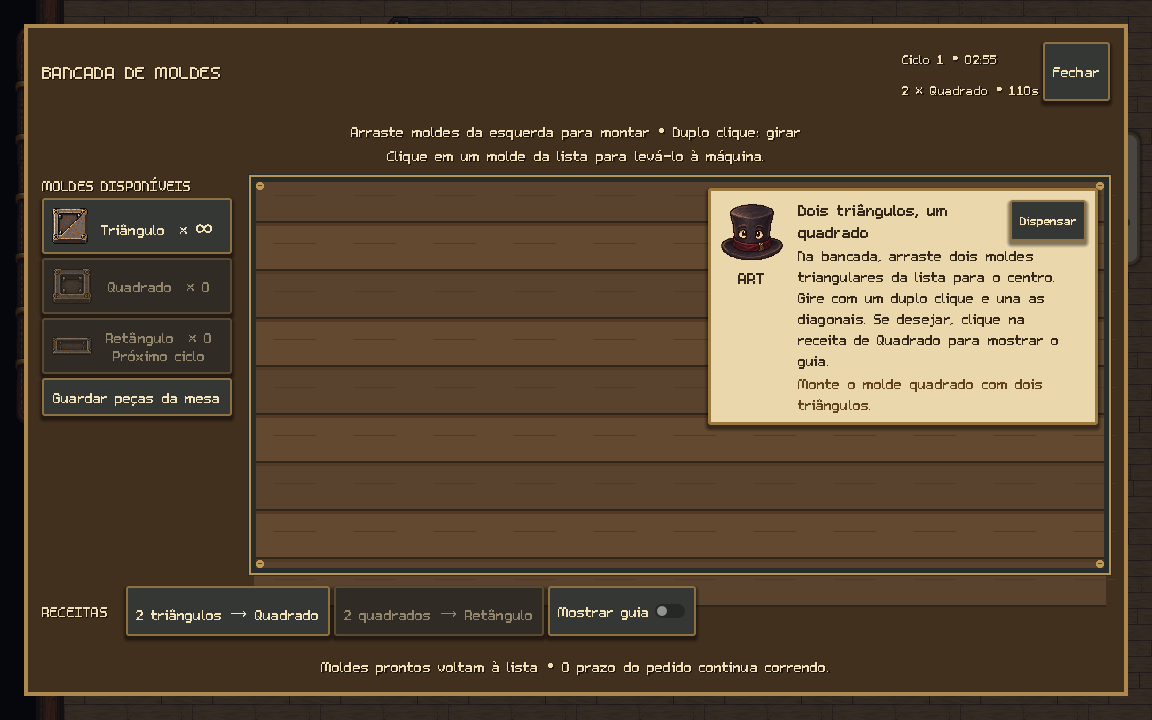 BANCADA DE MOLDES
Ciclo 1 • 02:55
2 × Quadrado • 110s
Fechar
Arraste moldes da esquerda para montar • Duplo clique: girar
Clique em um molde da lista para levá-lo à máquina.
MOLDES DISPONÍVEIS
Triângulo × ∞
Quadrado × 0
Retângulo × 0
Próximo ciclo
Guardar peças da mesa
ART
Dois triângulos, um
quadrado
Dispensar
Na bancada, arraste dois moldes
triangulares da lista para o centro.
Gire com um duplo clique e una as
diagonais. Se desejar, clique na
receita de Quadrado para mostrar o
guia.
Monte o molde quadrado com dois
triângulos.
RECEITAS
2 triângulos → Quadrado
2 quadrados → Retângulo
Mostrar guia
Moldes prontos voltam à lista • O prazo do pedido continua correndo.